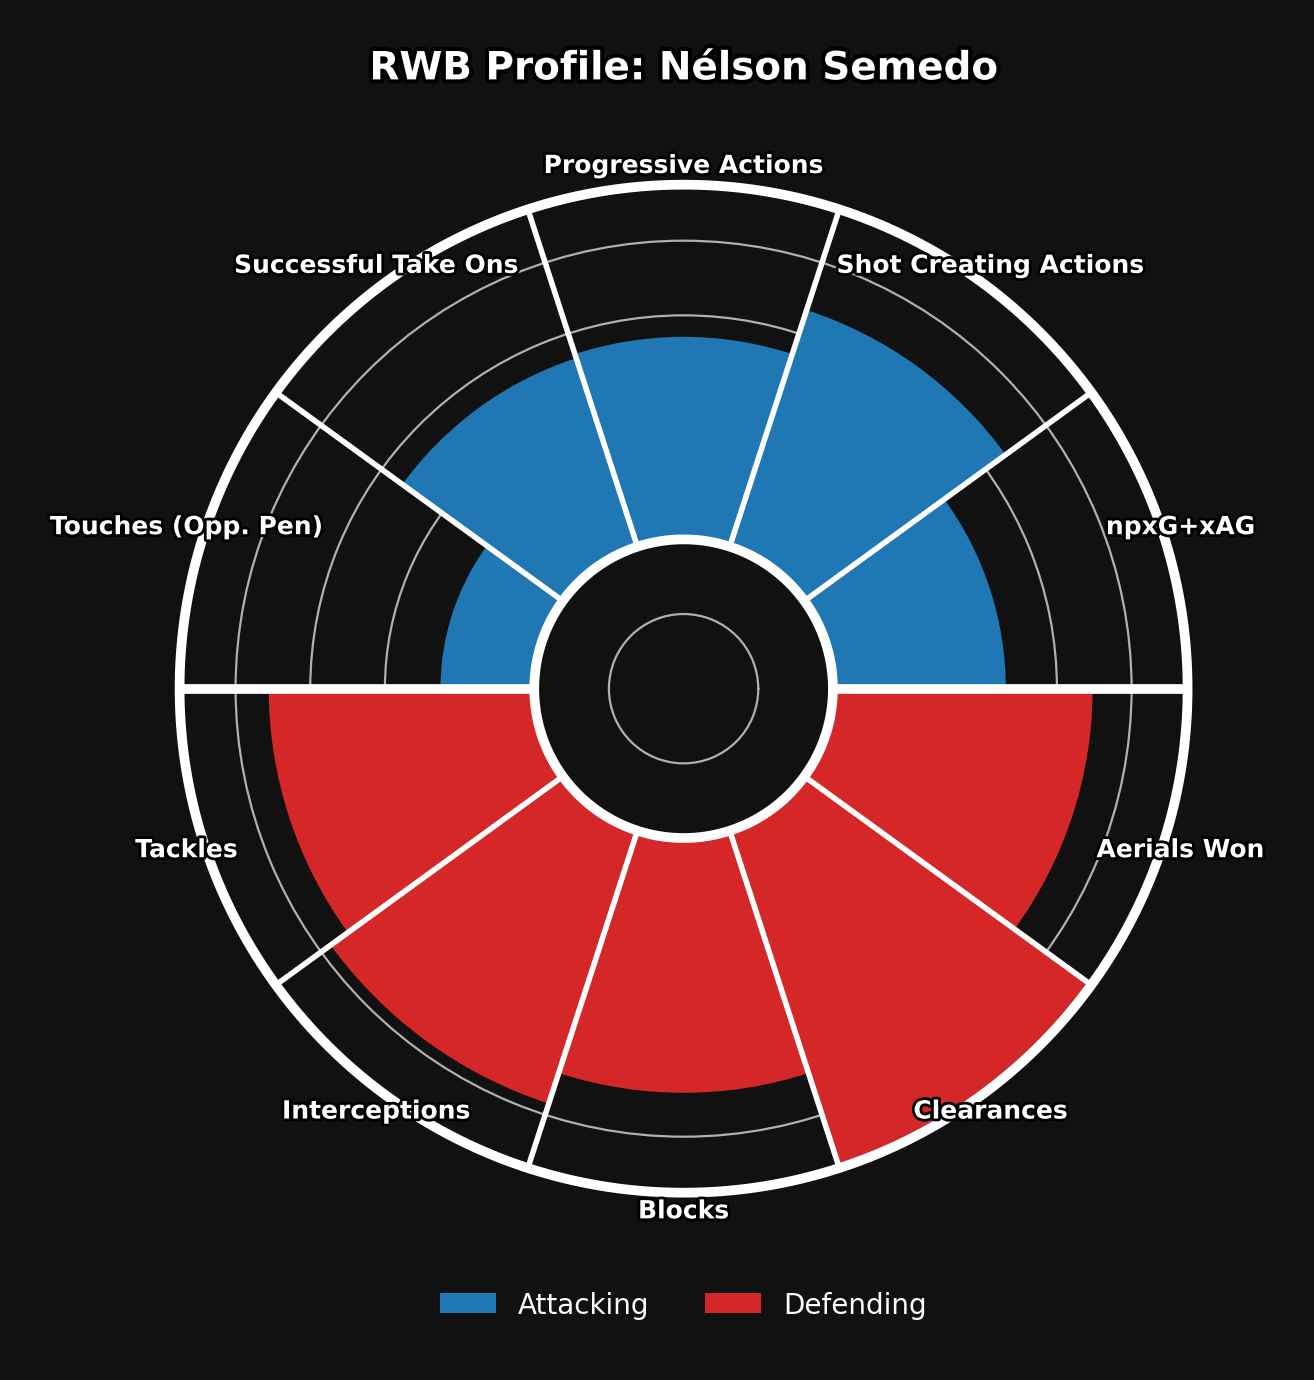 RWB Profile: Nélson Semedo
Progressive Actions
Successful Take Ons
Shot Creating Actions
Touches (Opp. Pen)
npxG+xAG
Tackles
Aerials Won
Interceptions
Clearances
Blocks
Attacking
Defending